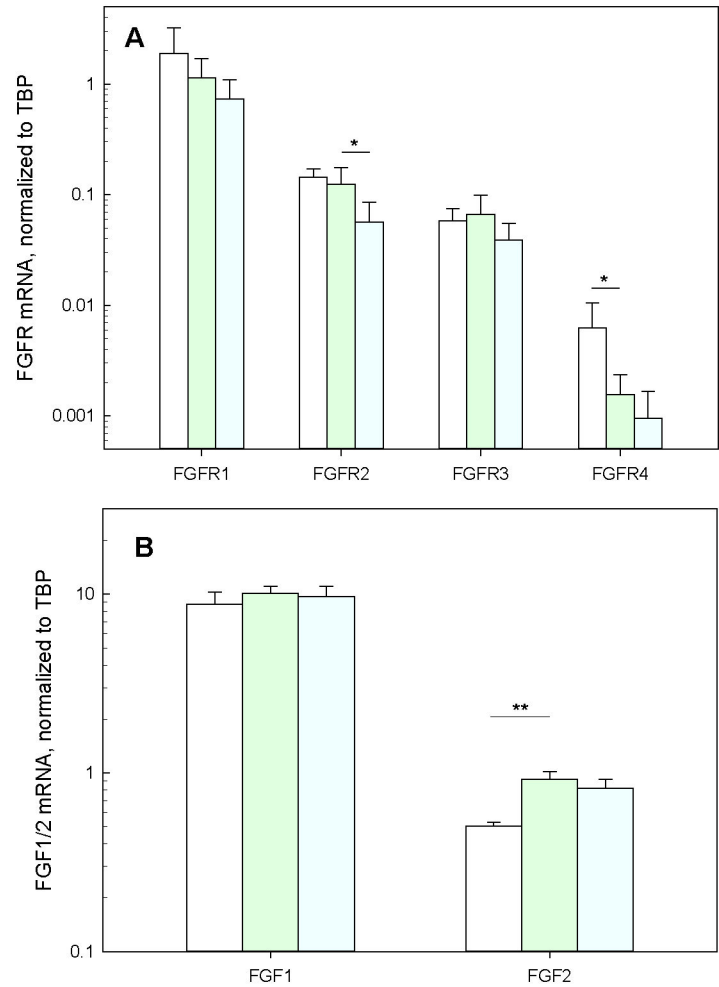 A
FGFR mRNA, normalized to TBP
1
0.1
0.01
0.001
*
*
FGFR1 FGFR2 FGFR3 FGFR4
B
FGF1/2 mRNA, normalized to TBP
10
1
0.1
**
FGF1 FGF2